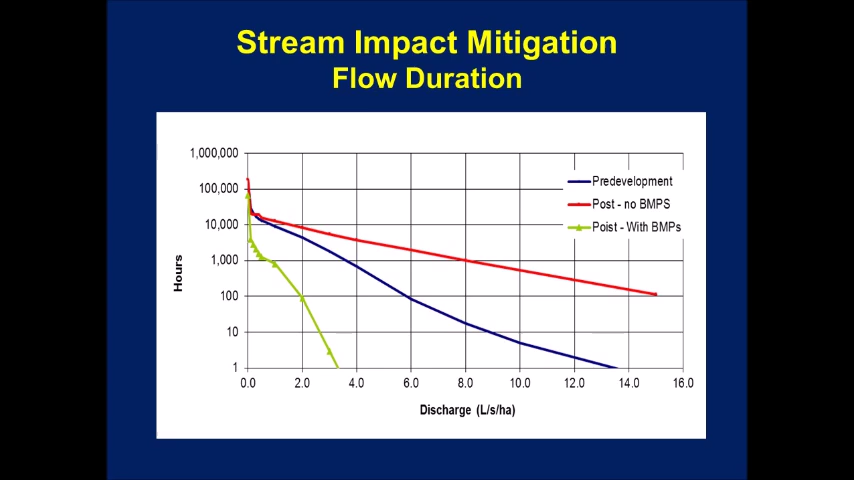 Stream Impact Mitigation
Flow Duration
1,000,000
100,000
10,000
1,000
100
10
1
Hours
Predevelopment
Post - no BMPS
Poist - With BMPs
0.0 2.0 4.0 6.0 8.0 10.0 12.0 14.0 16.0
Discharge (L/s/ha)